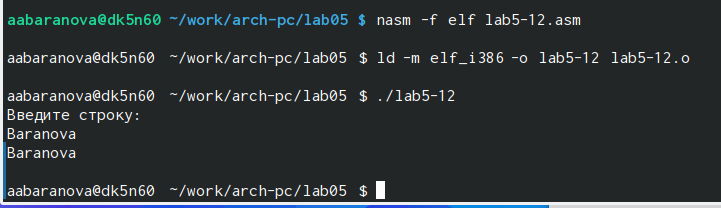 aabaranova@dk5n60 ~/work/arch-pc/lab05 $ nasm -f elf lab5-12.asm
aabaranova@dk5n60 ~/work/arch-pc/lab05 $ ld -m elf_i386 -o lab5-12 lab5-12.o
aabaranova@dk5n60 ~/work/arch-pc/lab05 $ ./lab5-12
Введите строку:
Baranova
Baranova
aabaranova@dk5n60 ~/work/arch-pc/lab05 $